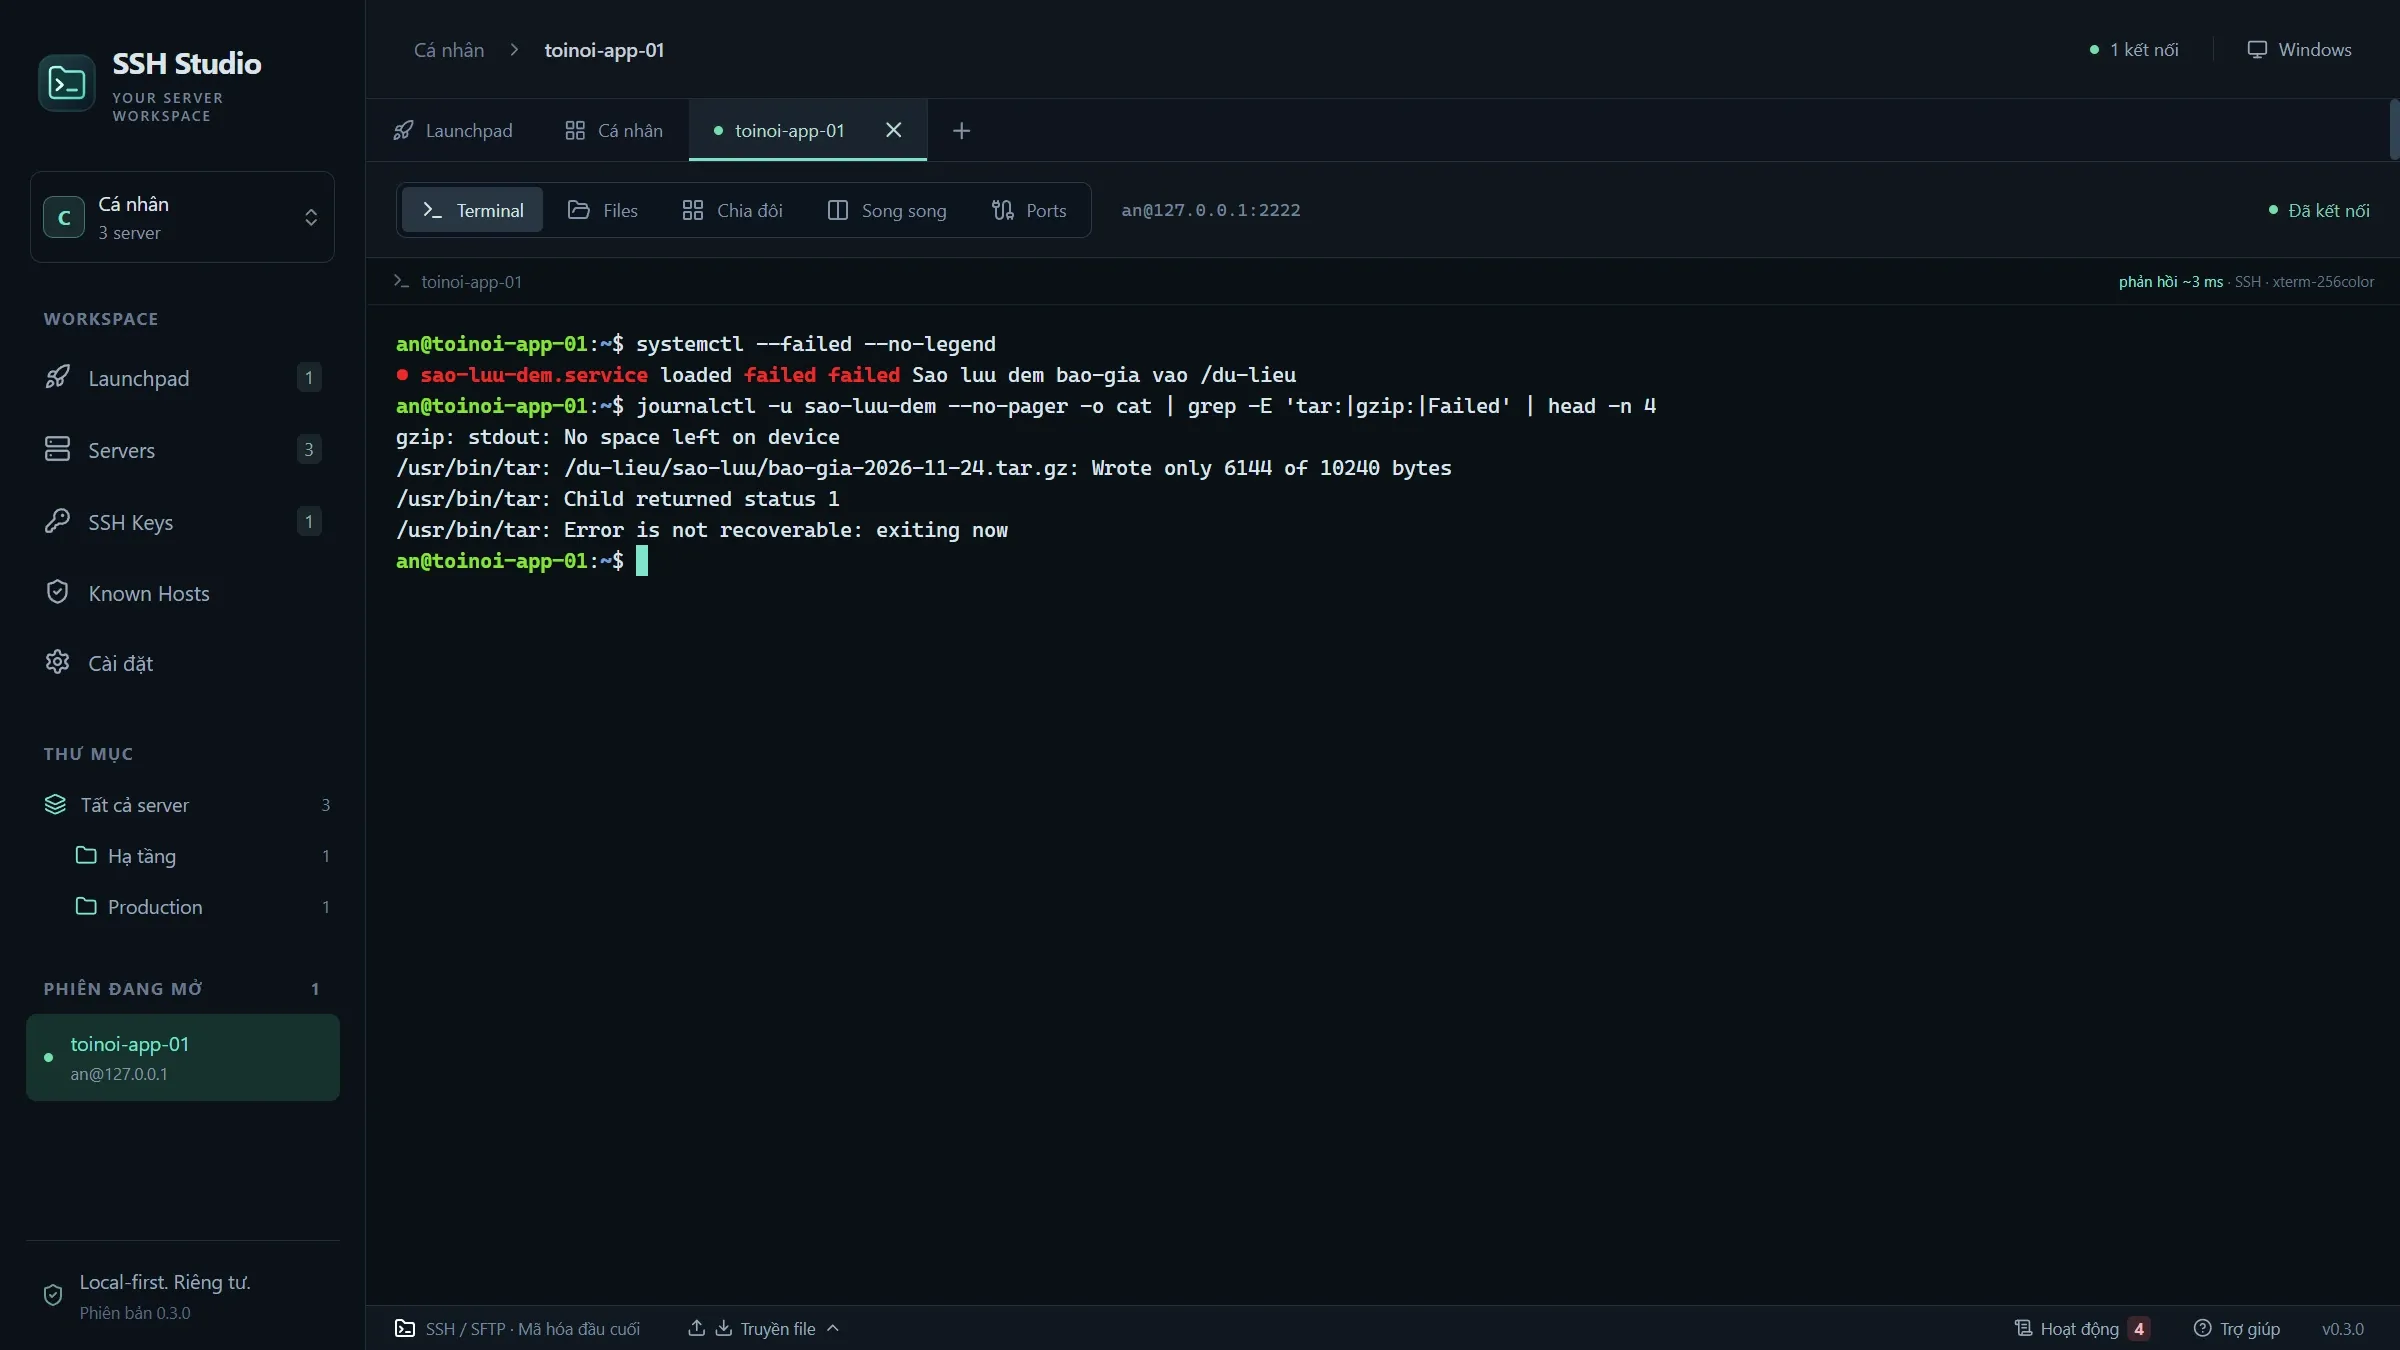 SSH Studio
YOUR SERVER
WORKSPACE
C
Cá nhân
3 server
WORKSPACE
Launchpad 1
Servers 3
SSH Keys 1
Known Hosts
Cài đặt
THƯ MỤC
Tất cả server 3
Hạ tầng 1
Production 1
PHIÊN ĐANG MỞ 1
toinoi-app-01
an@127.0.0.1
Local-first. Riêng tư.
Phiên bản 0.3.0
Cá nhân > toinoi-app-01
1 kết nối
Windows
Launchpad
Cá nhân
toinoi-app-01
Terminal
Files
Chia đôi
Song song
Ports
an@127.0.0.1:2222
Đã kết nối
toinoi-app-01
phản hồi ~3 ms · SSH · xterm-256color
an@toinoi-app-01:~$ systemctl --failed --no-legend
● sao-luu-dem.service loaded failed failed Sao luu dem bao-gia vao /du-lieu
an@toinoi-app-01:~$ journalctl -u sao-luu-dem --no-pager -o cat | grep -E 'tar:|gzip:|Failed' | head -n 4
gzip: stdout: No space left on device
/usr/bin/tar: /du-lieu/sao-luu/bao-gia-2026-11-24.tar.gz: Wrote only 6144 of 10240 bytes
/usr/bin/tar: Child returned status 1
/usr/bin/tar: Error is not recoverable: exiting now
an@toinoi-app-01:~$
SSH / SFTP · Mã hóa đầu cuối
Truyền file
Hoạt động 4
Trợ giúp
v0.3.0